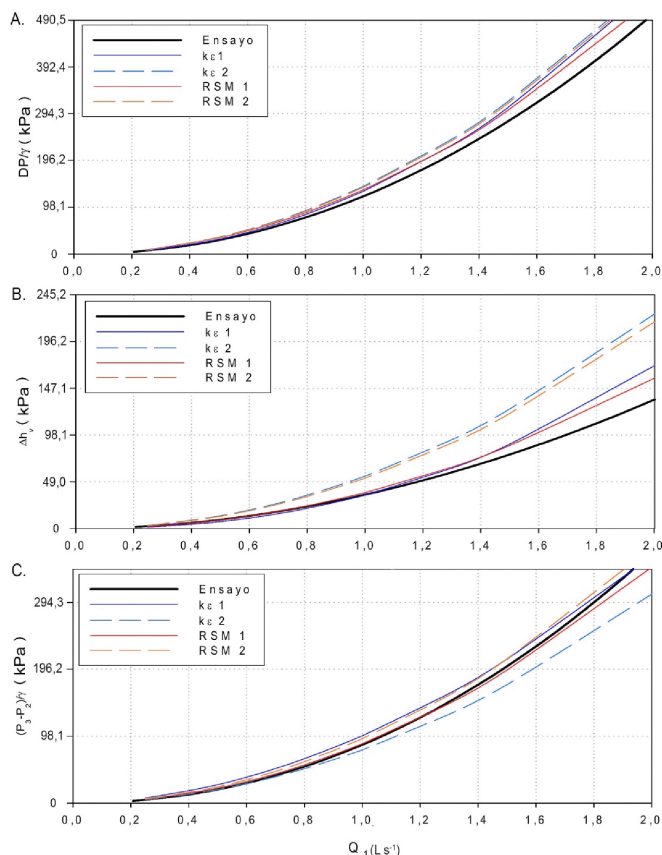 A.
490,5
392,4
294,3
196,2
98,1
0
DP/γ (kPa)
Ensayo
kε1
kε 2
RSM 1
RSM 2
0,0 0,2 0,4 0,6 0,8 1,0 1,2 1,4 1,6 1,8 2,0
B.
245,2
196,2
147,1
98,1
49,0
0
Δhᵥ (kPa)
Ensayo
kε 1
kε 2
RSM 1
RSM 2
0,0 0,2 0,4 0,6 0,8 1,0 1,2 1,4 1,6 1,8 2,0
C.
294,3
196,2
98,1
0
(P₃-P₂)/γ (kPa)
Ensayo
kε 1
kε 2
RSM 1
RSM 2
0,0 0,2 0,4 0,6 0,8 1,0 1,2 1,4 1,6 1,8 2,0
Q ₁ (L s⁻¹)